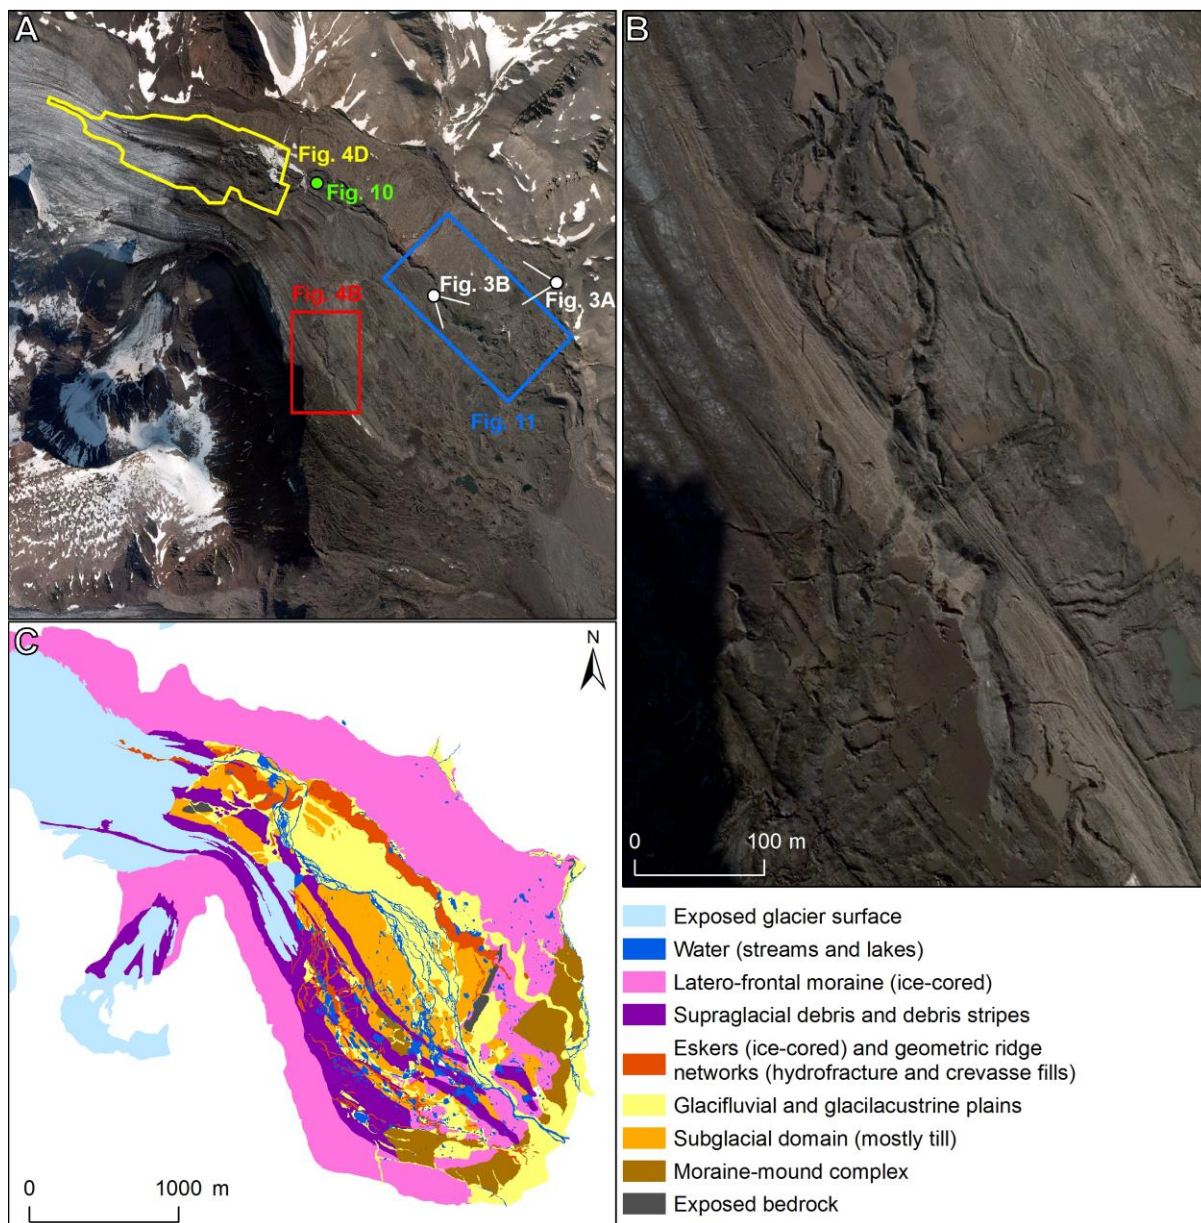 A
Fig. 4D
Fig. 10
Fig. 3B
Fig. 3A
Fig. 4B
Fig. 11
B
0 100 m
C
N
0 1000 m
Exposed glacier surface
Water (streams and lakes)
Latero-frontal moraine (ice-cored)
Supraglacial debris and debris stripes
Eskers (ice-cored) and geometric ridge
networks (hydrofracture and crevasse fills)
Glacifluvial and glacilacustrine plains
Subglacial domain (mostly till)
Moraine-mound complex
Exposed bedrock